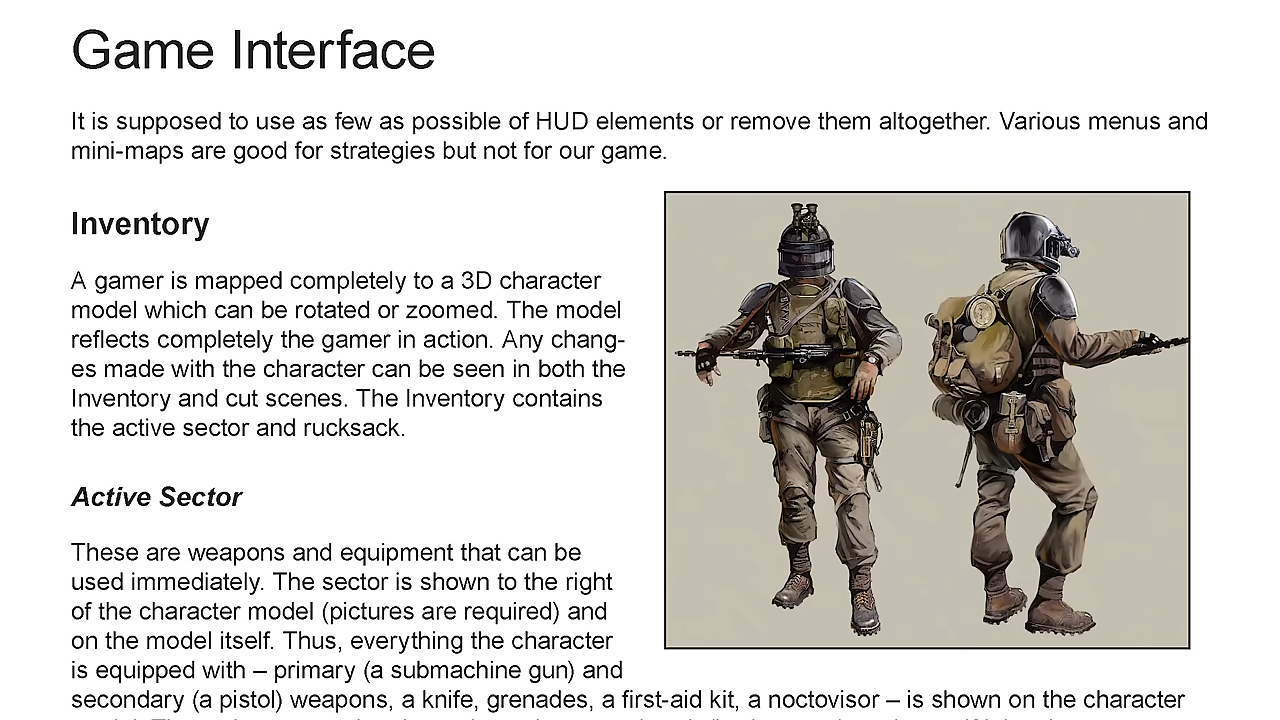 Game Interface
It is supposed to use as few as possible of HUD elements or remove them altogether. Various menus and
mini-maps are good for strategies but not for our game.
Inventory
A gamer is mapped completely to a 3D character
model which can be rotated or zoomed. The model
reflects completely the gamer in action. Any chang-
es made with the character can be seen in both the
Inventory and cut scenes. The Inventory contains
the active sector and rucksack.
Active Sector
These are weapons and equipment that can be
used immediately. The sector is shown to the right
of the character model (pictures are required) and
on the model itself. Thus, everything the character
is equipped with – primary (a submachine gun) and
secondary (a pistol) weapons, a knife, grenades, a first-aid kit, a noctovisor – is shown on the character